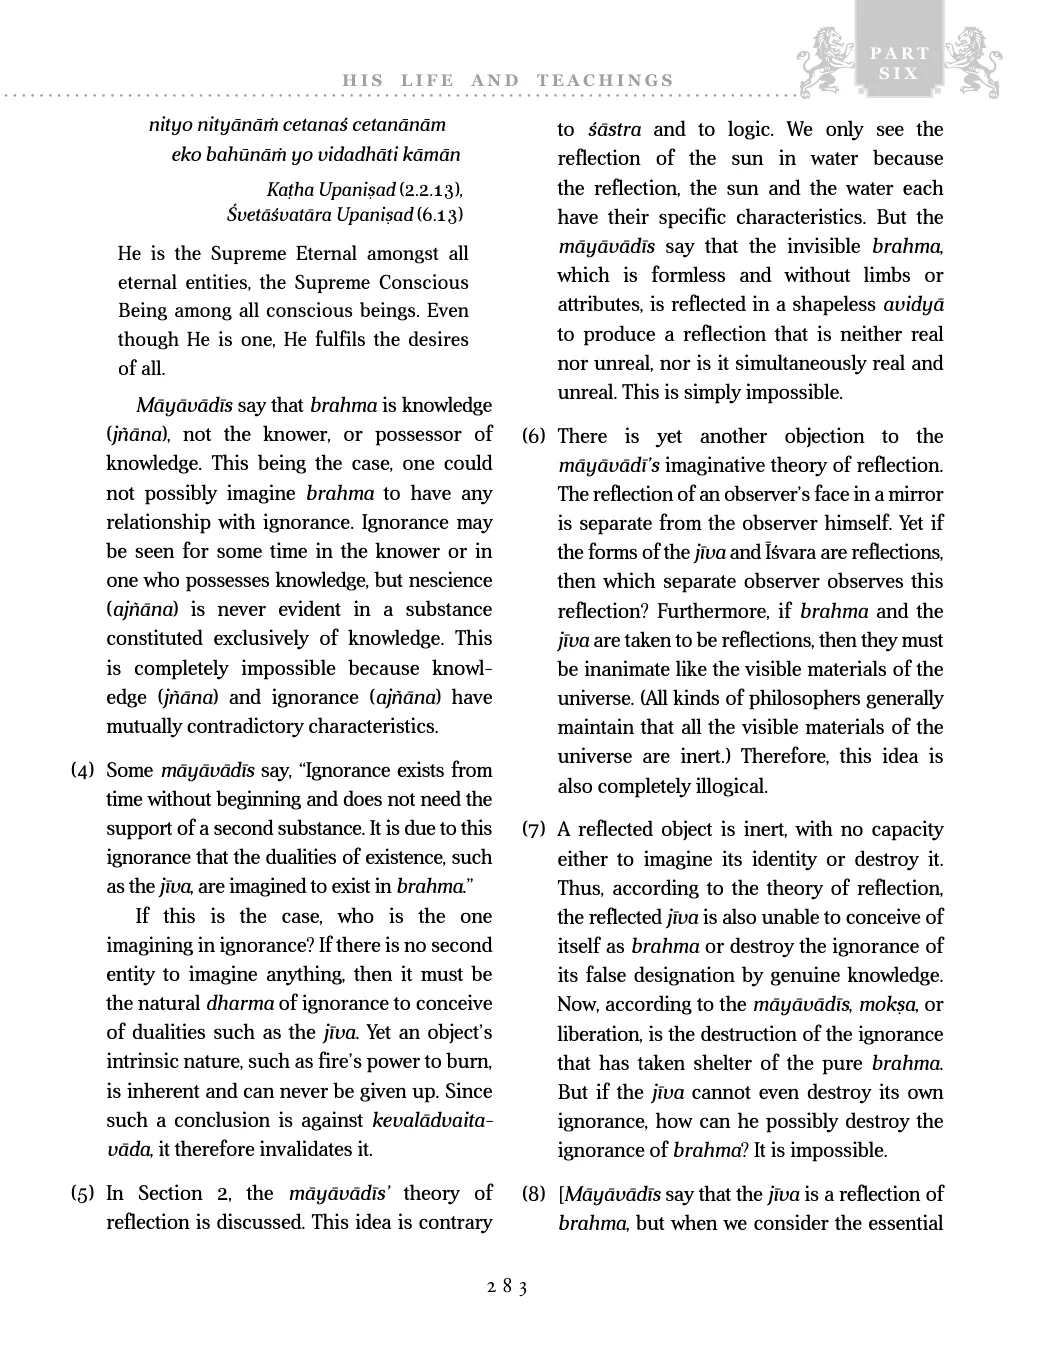 PART
SIX
HIS LIFE AND TEACHINGS
nityo nityānāṁ cetanaś cetanānām
eko bahūnāṁ yo vidadhāti kāmān
Kaṭha Upaniṣad (2.2.13),
Śvetāśvatāra Upaniṣad (6.13)
He is the Supreme Eternal amongst all
eternal entities, the Supreme Conscious
Being among all conscious beings. Even
though He is one, He fulfils the desires
of all.
Māyāvādīs say that brahma is knowledge
(jñāna), not the knower, or possessor of
knowledge. This being the case, one could
not possibly imagine brahma to have any
relationship with ignorance. Ignorance may
be seen for some time in the knower or in
one who possesses knowledge, but nescience
(ajñāna) is never evident in a substance
constituted exclusively of knowledge. This
is completely impossible because knowl-
edge (jñāna) and ignorance (ajñāna) have
mutually contradictory characteristics.
(4) Some māyāvādīs say, “Ignorance exists from
time without beginning and does not need the
support of a second substance. It is due to this
ignorance that the dualities of existence, such
as the jīva, are imagined to exist in brahma.”
If this is the case, who is the one
imagining in ignorance? If there is no second
entity to imagine anything, then it must be
the natural dharma of ignorance to conceive
of dualities such as the jīva. Yet an object’s
intrinsic nature, such as fire’s power to burn,
is inherent and can never be given up. Since
such a conclusion is against kevalādvaita-
vāda, it therefore invalidates it.
(5) In Section 2, the māyāvādīs’ theory of
reflection is discussed. This idea is contrary
to śāstra and to logic. We only see the
reflection of the sun in water because
the reflection, the sun and the water each
have their specific characteristics. But the
māyāvādīs say that the invisible brahma,
which is formless and without limbs or
attributes, is reflected in a shapeless avidyā
to produce a reflection that is neither real
nor unreal, nor is it simultaneously real and
unreal. This is simply impossible.
(6) There is yet another objection to the
māyāvādī’s imaginative theory of reflection.
The reflection of an observer’s face in a mirror
is separate from the observer himself. Yet if
the forms of the jīva and Īśvara are reflections,
then which separate observer observes this
reflection? Furthermore, if brahma and the
jīva are taken to be reflections, then they must
be inanimate like the visible materials of the
universe. (All kinds of philosophers generally
maintain that all the visible materials of the
universe are inert.) Therefore, this idea is
also completely illogical.
(7) A reflected object is inert, with no capacity
either to imagine its identity or destroy it.
Thus, according to the theory of reflection,
the reflected jīva is also unable to conceive of
itself as brahma or destroy the ignorance of
its false designation by genuine knowledge.
Now, according to the māyāvādīs, mokṣa, or
liberation, is the destruction of the ignorance
that has taken shelter of the pure brahma.
But if the jīva cannot even destroy its own
ignorance, how can he possibly destroy the
ignorance of brahma? It is impossible.
(8) [Māyāvādīs say that the jīva is a reflection of
brahma, but when we consider the essential
283